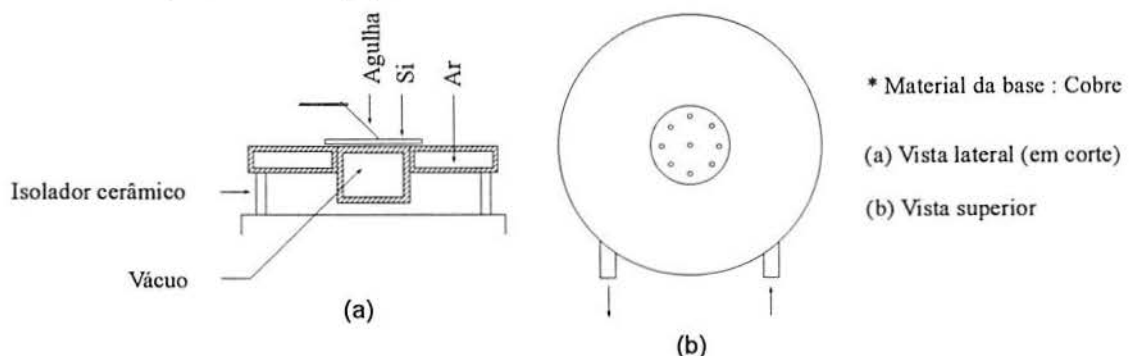 Agulha
Si
Ar
Isolador cerâmico
Vácuo
(a)
(b)
* Material da base : Cobre
(a) Vista lateral (em corte)
(b) Vista superior